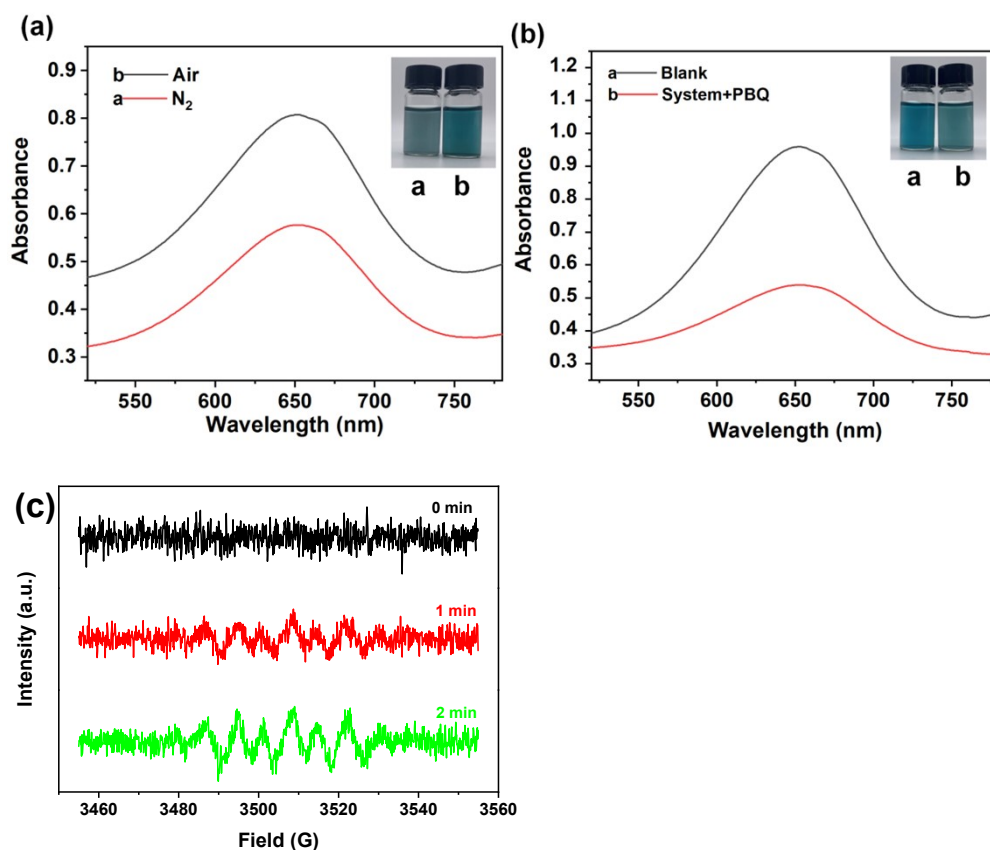 (a)
b Air
a N₂
a b
0.9
0.8
0.7
0.6
0.5
0.4
0.3
Absorbance
550 600 650 700 750
Wavelength (nm)
(b)
a Blank
b System+PBQ
a b
1.2
1.1
1.0
0.9
0.8
0.7
0.6
0.5
0.4
0.3
Absorbance
550 600 650 700 750
Wavelength (nm)
(c)
0 min
1 min
2 min
Intensity (a.u.)
3460 3480 3500 3520 3540 3560
Field (G)